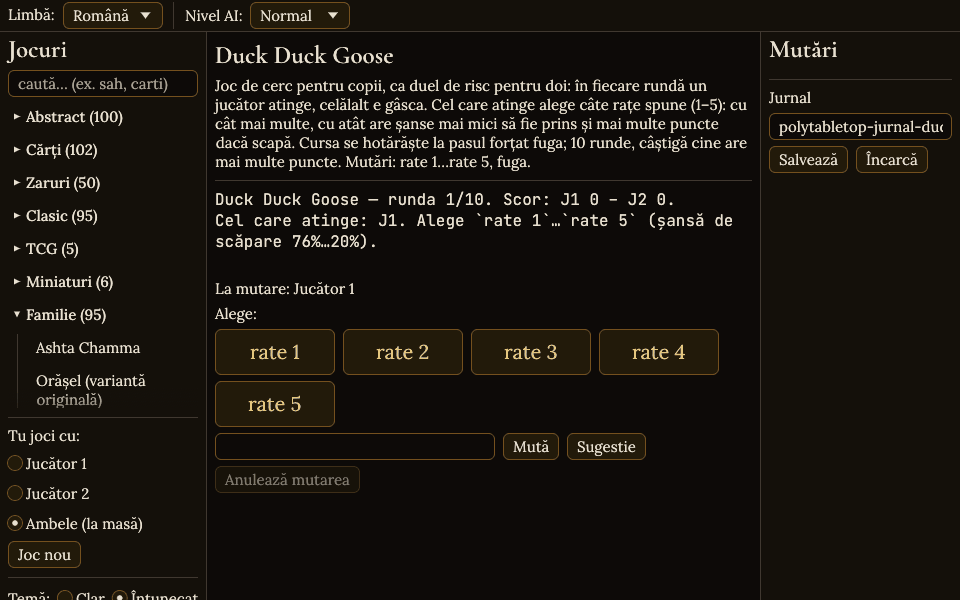 Limbă: Română Nivel AI: Normal
Jocuri
caută... (ex. sah, carti)
Abstract (100)
Cărți (102)
Zaruri (50)
Clasic (95)
TCG (5)
Miniaturi (6)
Familie (95)
Ashta Chamma
Orășel (variantă
originală)
Tu joci cu:
Jucător 1
Jucător 2
Ambele (la masă)
Joc nou
Temă: Clar Întunecat
Duck Duck Goose
Joc de cerc pentru copii, ca duel de risc pentru doi: în fiecare rundă un
jucător atinge, celălalt e gâsca. Cel care atinge alege câte rațe spune (1–5): cu
cât mai multe, cu atât are șanse mai mici să fie prins și mai multe puncte
dacă scapă. Cursa se hotărăște la pasul forțat fuga; 10 runde, câștigă cine are
mai multe puncte. Mutări: rate 1…rate 5, fuga.
Duck Duck Goose — runda 1/10. Scor: J1 0 – J2 0.
Cel care atinge: J1. Alege `rate 1`…`rate 5` (șansă de
scăpare 76%…20%).
La mutare: Jucător 1
Alege:
rate 1 rate 2 rate 3 rate 4
rate 5
Mută Sugestie
Anulează mutarea
Mutări
Jurnal
polytabletop-jurnal-duc
Salvează Încarcă